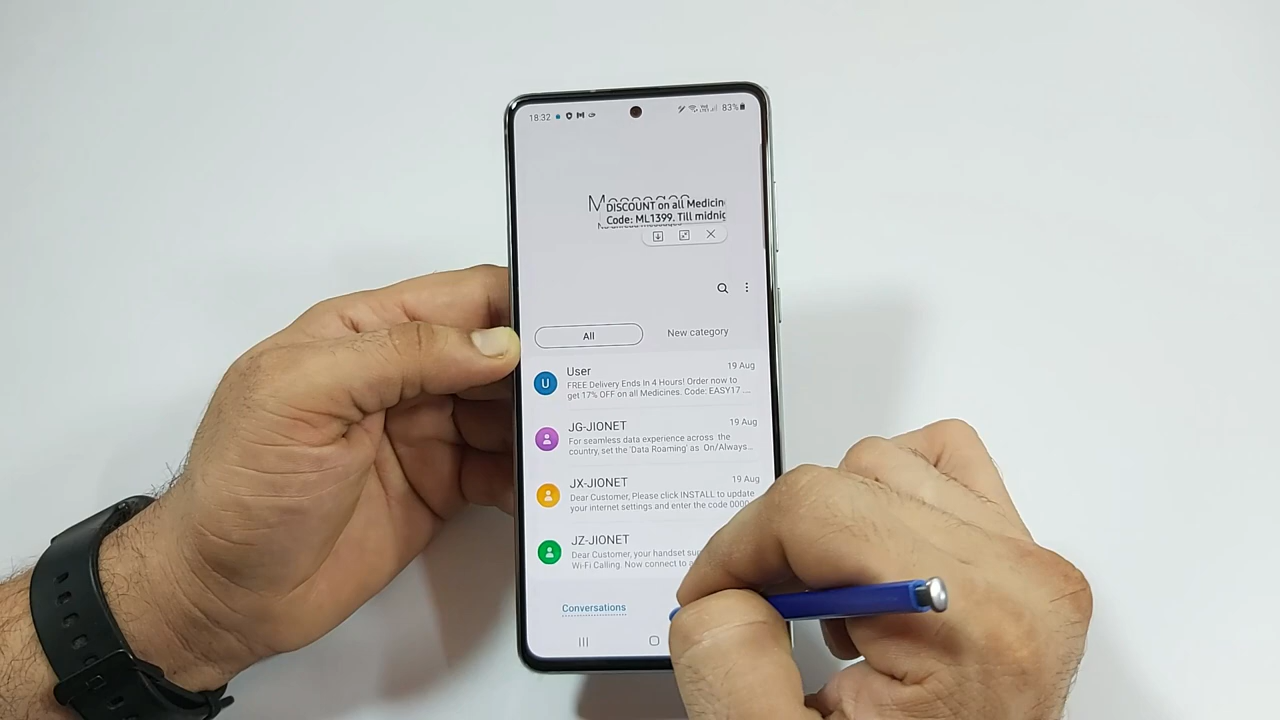 18:32
83%
Messages
DISCOUNT on all Medicin
Code: ML1399, Till midnig
All
New category
User
19 Aug
U
FREE Delivery Ends In 4 Hours! Order now to
get 17% OFF on all Medicines. Code: EASY17 ...
JG-JIONET
19 Aug
For seamless data experience across the
country, set the 'Data Roaming' as On/Always...
JX-JIONET
19 Aug
Dear Customer, Please click INSTALL to update
your internet settings and enter the code 0000
JZ-JIONET
Dear Customer, your handset
Wi-Fi Calling. Now connect to
Conversations